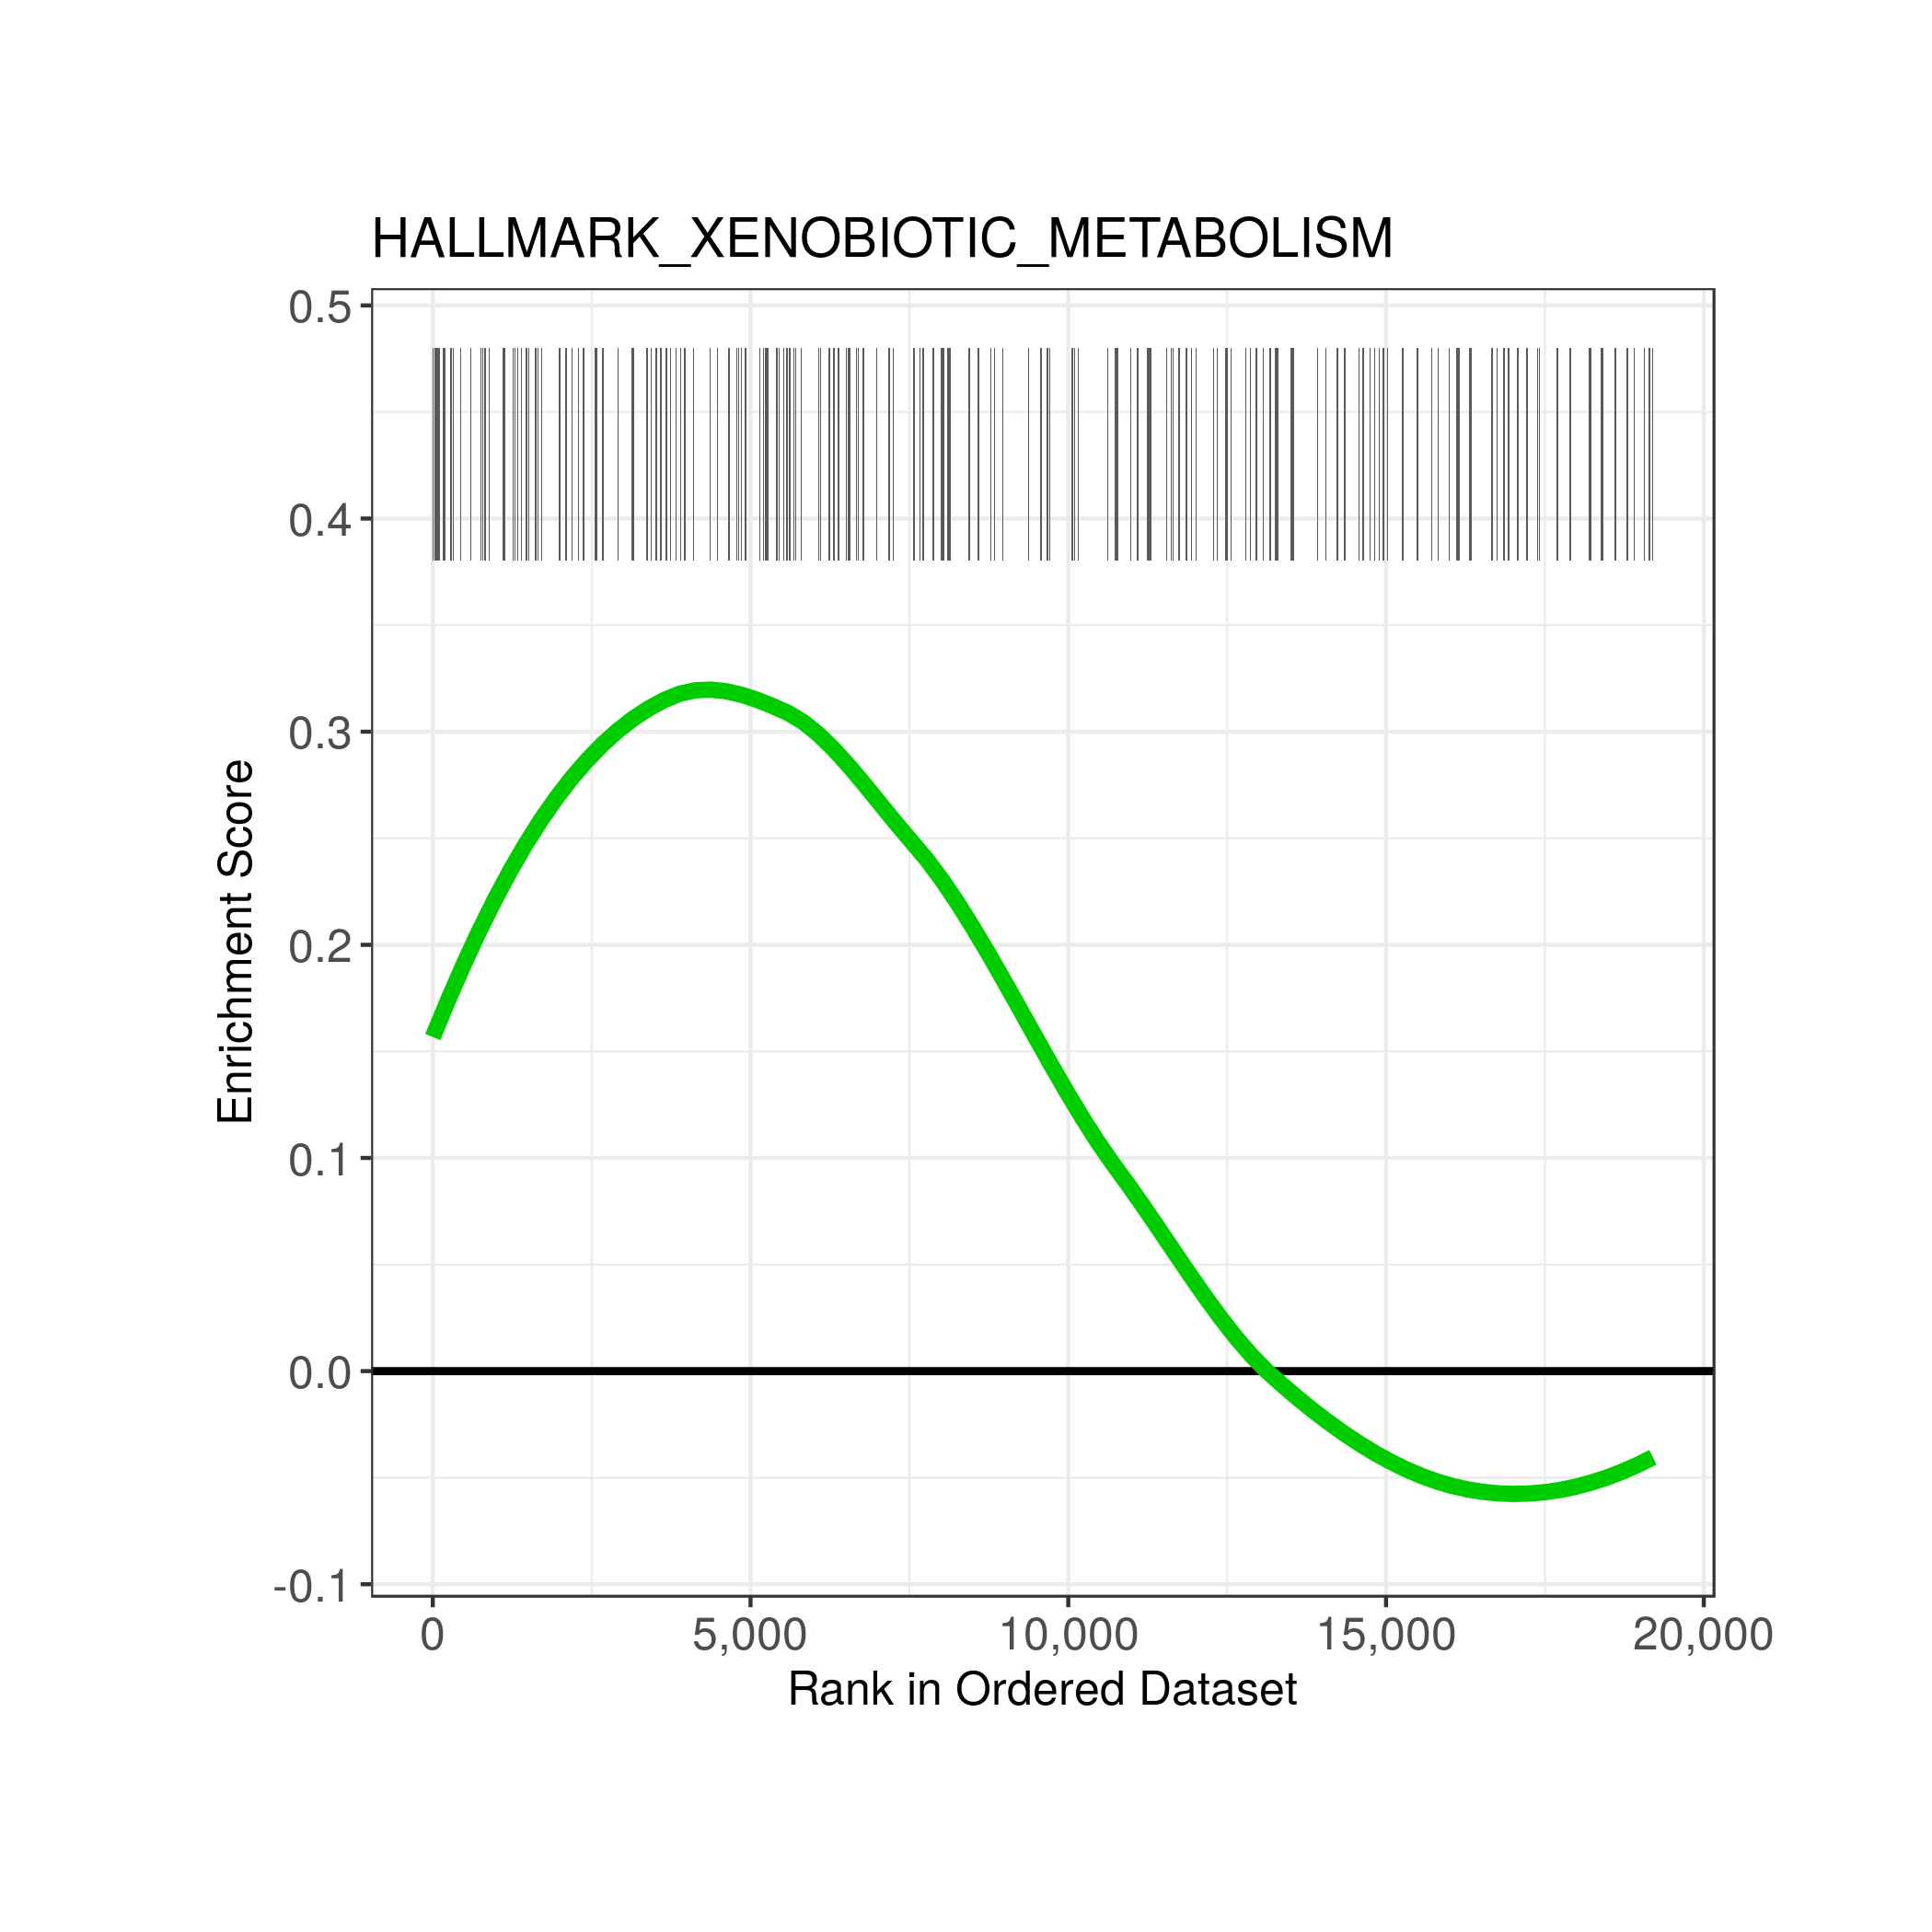 HALLMARK_XENOBIOTIC_METABOLISM
0.5
0.4
0.3
0.2
0.1
0.0
-0.1
Enrichment Score
0 5,000 10,000 15,000 20,000
Rank in Ordered Dataset